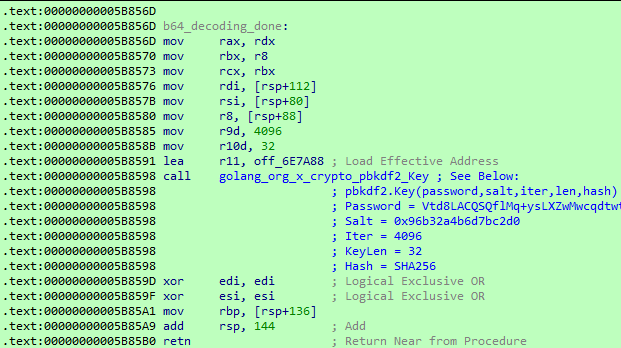 .text:00000000005B856D
.text:00000000005B856D b64_decoding_done:
.text:00000000005B856D mov rax, rdx
.text:00000000005B8570 mov rbx, r8
.text:00000000005B8573 mov rcx, rbx
.text:00000000005B8576 mov rdi, [rsp+112]
.text:00000000005B857B mov rsi, [rsp+80]
.text:00000000005B8580 mov r8, [rsp+88]
.text:00000000005B8585 mov r9d, 4096
.text:00000000005B858B mov r10d, 32
.text:00000000005B8591 lea r11, off_6E7A88 ; Load Effective Address
.text:00000000005B8598 call golang_org_x_crypto_pbkdf2_Key ; See Below:
.text:00000000005B8598 ; pbkdf2.Key(password,salt,iter,len,hash)
.text:00000000005B8598 ; Password = Vtd8LACQSQflMq+ysLXZwMwcqdtwt
.text:00000000005B8598 ; Salt = 0x96b32a4b6d7bc2d0
.text:00000000005B8598 ; Iter = 4096
.text:00000000005B8598 ; KeyLen = 32
.text:00000000005B8598 ; Hash = SHA256
.text:00000000005B859D xor edi, edi ; Logical Exclusive OR
.text:00000000005B859F xor esi, esi ; Logical Exclusive OR
.text:00000000005B85A1 mov rbp, [rsp+136]
.text:00000000005B85A9 add rsp, 144 ; Add
.text:00000000005B85B0 retn ; Return Near from Procedure